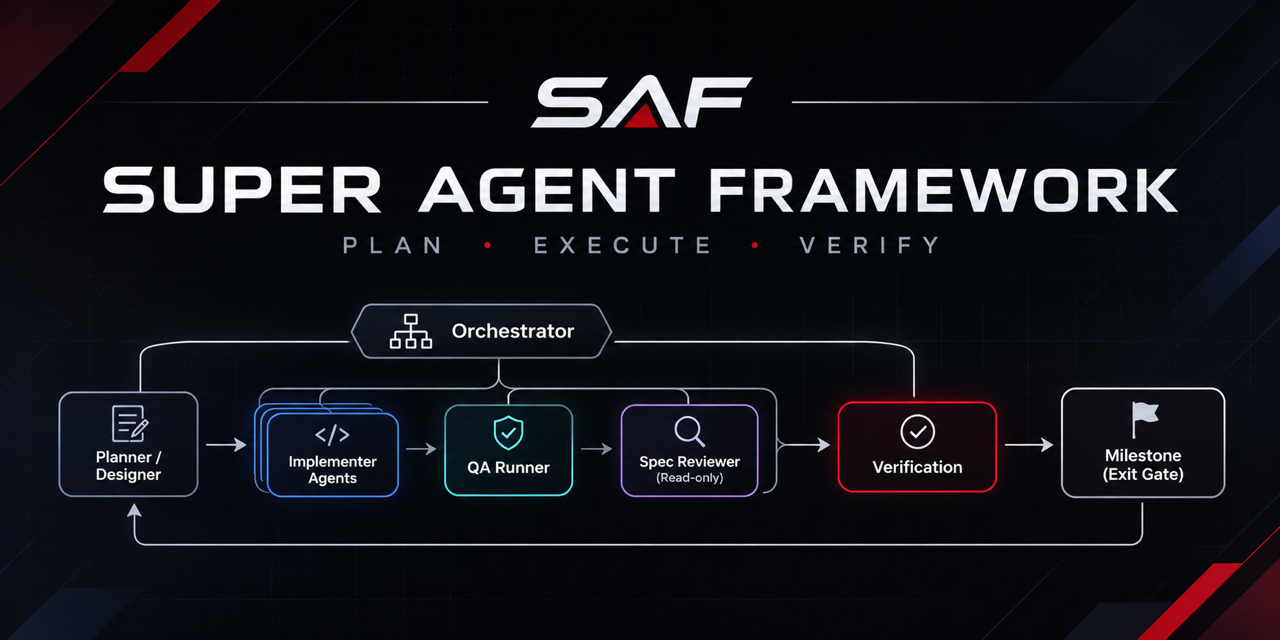 SAF
SUPER AGENT FRAMEWORK
PLAN • EXECUTE • VERIFY
Orchestrator
Planner /
Designer
</>
Implementer
Agents
QA Runner
Spec Reviewer
(Read-only)
Verification
Milestone
(Exit Gate)